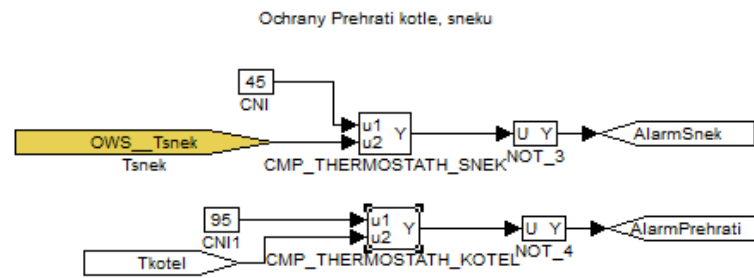 Ochrany Prehrati kotle, sneku
45
CNI
OWS__Tsnek
Tsnek
u1
u2
Y
CMP_THERMOSTATH_SNEK
U Y
NOT_3
AlarmSnek
95
CNI1
Tkotel
u1
u2
Y
CMP_THERMOSTATH_KOTEL
U Y
NOT_4
AlarmPrehrati